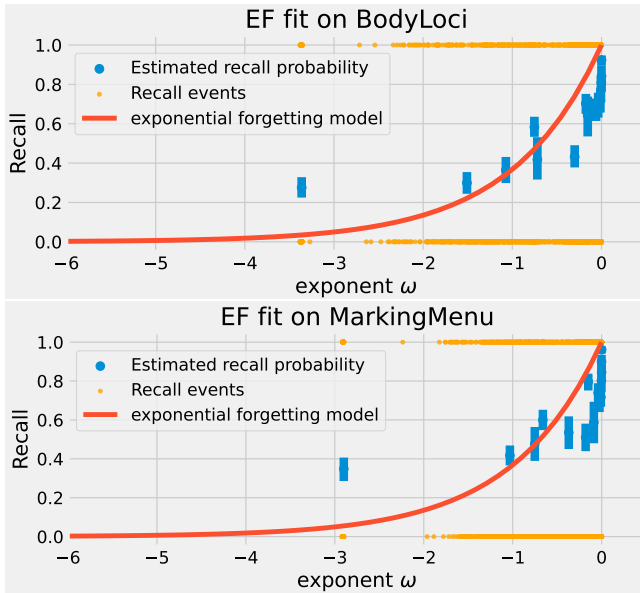 EF fit on BodyLoci
1.0
0.8
0.6
0.4
0.2
0.0
Recall
Estimated recall probability
Recall events
exponential forgetting model
−6 −5 −4 −3 −2 −1 0
exponent ω
EF fit on MarkingMenu
1.0
0.8
0.6
0.4
0.2
0.0
Recall
Estimated recall probability
Recall events
exponential forgetting model
−6 −5 −4 −3 −2 −1 0
exponent ω